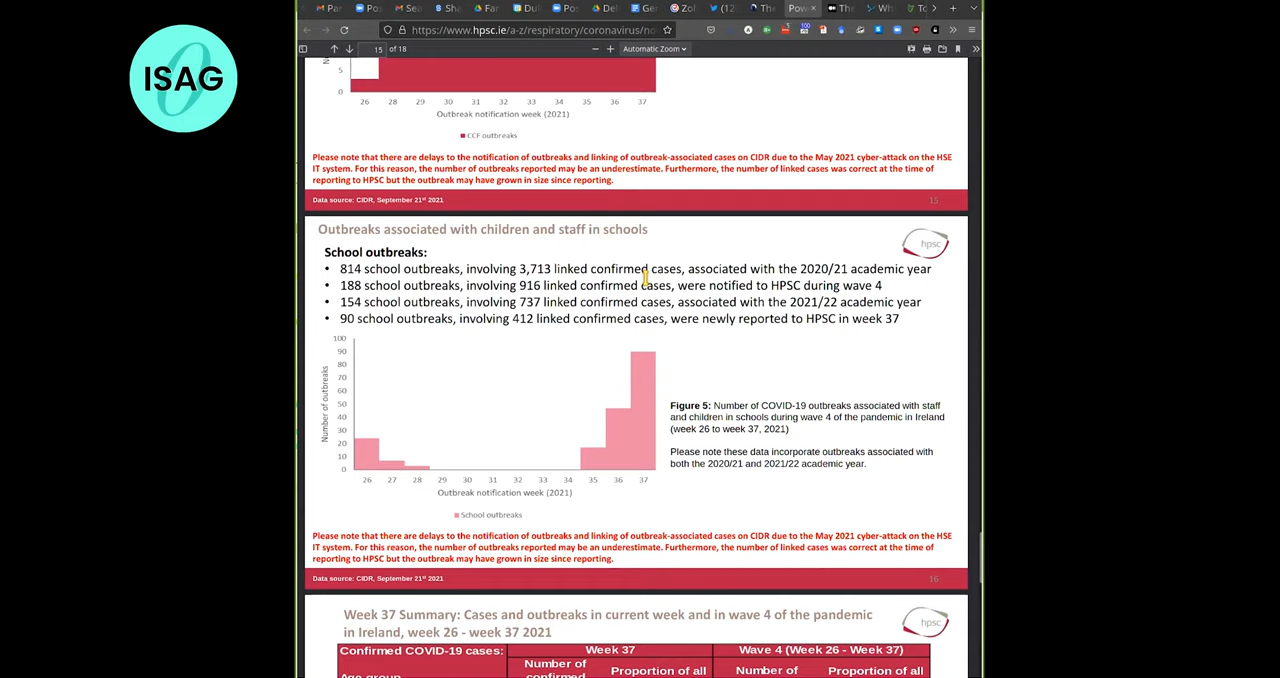 ISAG
Par
Pos
Sea
Sha
Far
Dub
Pos
Del
Ger
Zol
(12
The
Pow
The
Wh
To
https://www.hpsc.ie/a-z/respiratory/coronavirus/no
100
15 of 18
Automatic Zoom
5
0
26 28 29 30 31 32 33 34 35 36 37
Outbreak notification week (2021)
CCF outbreaks
Please note that there are delays to the notification of outbreaks and linking of outbreak-associated cases on CIDR due to the May 2021 cyber-attack on the HSE
IT system. For this reason, the number of outbreaks reported may be an underestimate. Furthermore, the number of linked cases was correct at the time of
reporting to HPSC but the outbreak may have grown in size since reporting.
Data source: CIDR, September 21st 2021
15
Outbreaks associated with children and staff in schools
hpsc
School outbreaks:
• 814 school outbreaks, involving 3,713 linked confirmed cases, associated with the 2020/21 academic year
• 188 school outbreaks, involving 916 linked confirmed cases, were notified to HPSC during wave 4
• 154 school outbreaks, involving 737 linked confirmed cases, associated with the 2021/22 academic year
• 90 school outbreaks, involving 412 linked confirmed cases, were newly reported to HPSC in week 37
100
90
80
70
60
50
40
30
20
10
0
Number of outbreaks
26 27 28 29 30 31 32 33 34 35 36 37
Outbreak notification week (2021)
School outbreaks
Figure 5: Number of COVID-19 outbreaks associated with staff
and children in schools during wave 4 of the pandemic in Ireland
(week 26 to week 37, 2021)
Please note these data incorporate outbreaks associated with
both the 2020/21 and 2021/22 academic year.
Please note that there are delays to the notification of outbreaks and linking of outbreak-associated cases on CIDR due to the May 2021 cyber-attack on the HSE
IT system. For this reason, the number of outbreaks reported may be an underestimate. Furthermore, the number of linked cases was correct at the time of
reporting to HPSC but the outbreak may have grown in size since reporting.
Data source: CIDR, September 21st 2021
16
Week 37 Summary: Cases and outbreaks in current week and in wave 4 of the pandemic
in Ireland, week 26 - week 37 2021
hpsc
Confirmed COVID-19 cases: Week 37 Wave 4 (Week 26 - Week 37)
Number of Proportion of all Number of Proportion of all